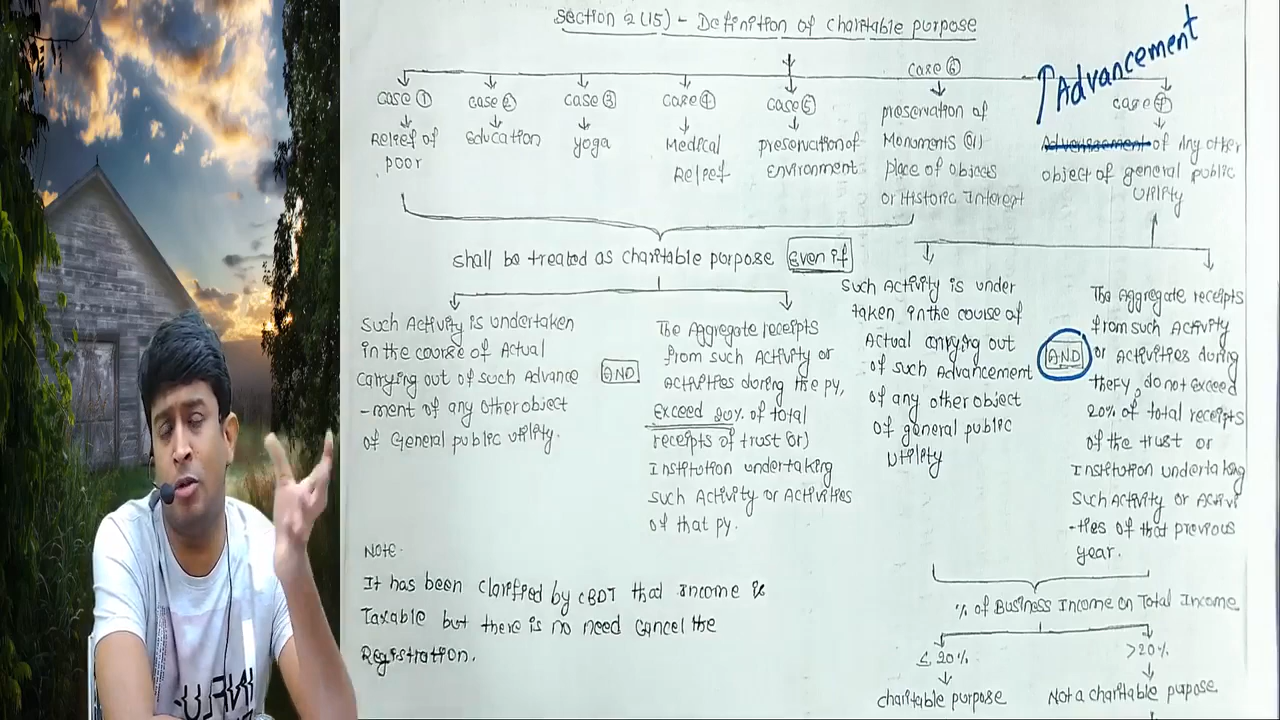 Section 2(15) - Definition of charitable purpose
↑Advancement
case ①
Relief of
poor
case ②
Education
case ③
yoga
case ④
Medical
Relief
case ⑤
preservation of
Environment
case ⑥
preservation of
Monuments (or)
place of objects
or Historic Interest
case ⑦
of Any other
object of general public
Utility
shall be treated as charitable purpose Even if
such Activity is undertaken
in the course of Actual
carrying out of such Advance
-ment of any other object
of General public utility.
AND
The Aggregate receipts
from such Activity or
Activities during the py,
exceed 20% of total
receipts of trust (or)
Institution undertaking
such Activity or Activities
of that py.
Such Activity is under
taken in the course of
Actual carrying out
of such Advancement
of any other object
of general public
Utility
AND
The Aggregate receipts
from such Activity
or Activities during
the py, do not exceed
20% of total receipts
of the trust or
Institution undertaking
such Activity or Activi
-ties of that previous
year.
Note.
It has been clarified by CBDT that Income is
Taxable but there is no need cancel the
Registration.
% of Business Income on Total Income
≤ 20%
charitable purpose
>20%
Not a charitable pupose